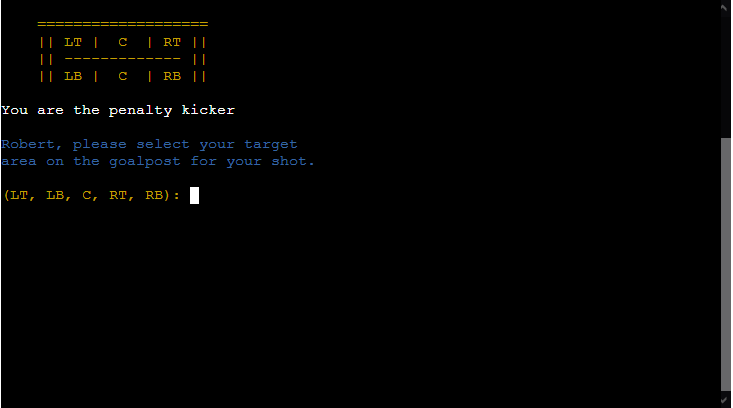 ===================
|| LT |  C  | RT ||
|| ------------- ||
|| LB |  C  | RB ||
You are the penalty kicker
Robert, please select your target
area on the goalpost for your shot.
(LT, LB, C, RT, RB):